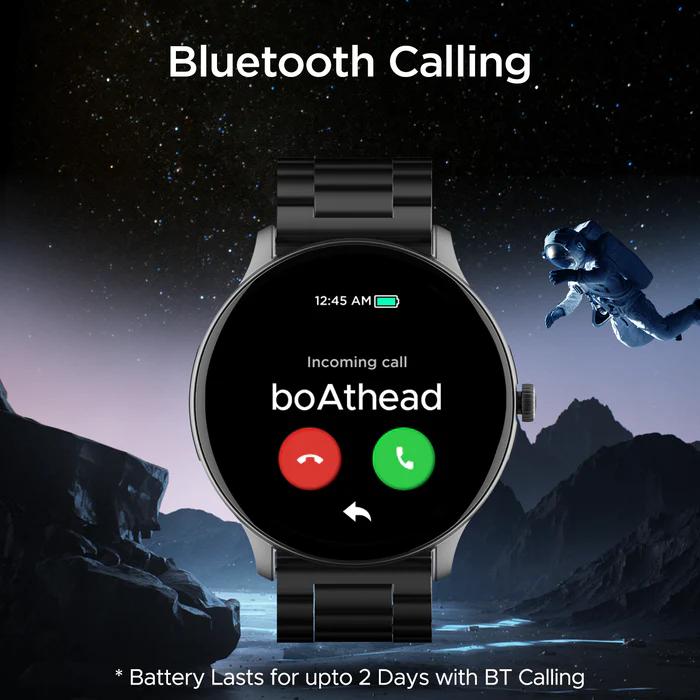 Bluetooth Calling
12:45 AM
Incoming call
boAthead
* Battery Lasts for upto 2 Days with BT Calling